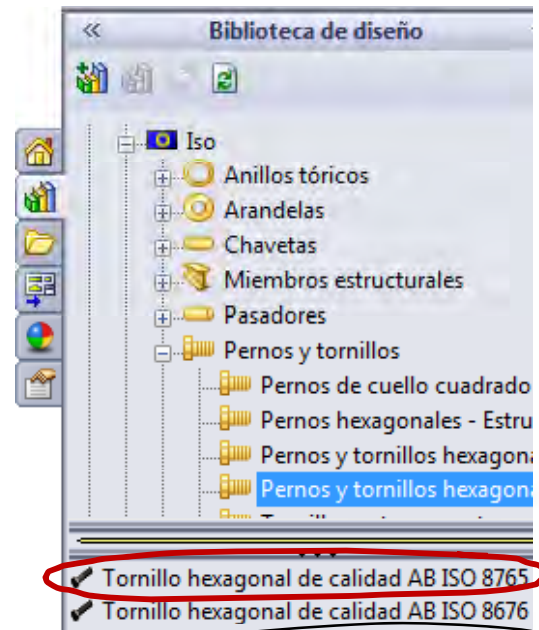 Biblioteca de diseño
Iso
Anillos tóricos
Arandelas
Chavetas
Miembros estructurales
Pasadores
Pernos y tornillos
Pernos de cuello cuadrado
Pernos hexagonales - Estru
Pernos y tornillos hexagona
Pernos y tornillos hexagona
Tornillo hexagonal de calidad AB ISO 8765
Tornillo hexagonal de calidad AB ISO 8676